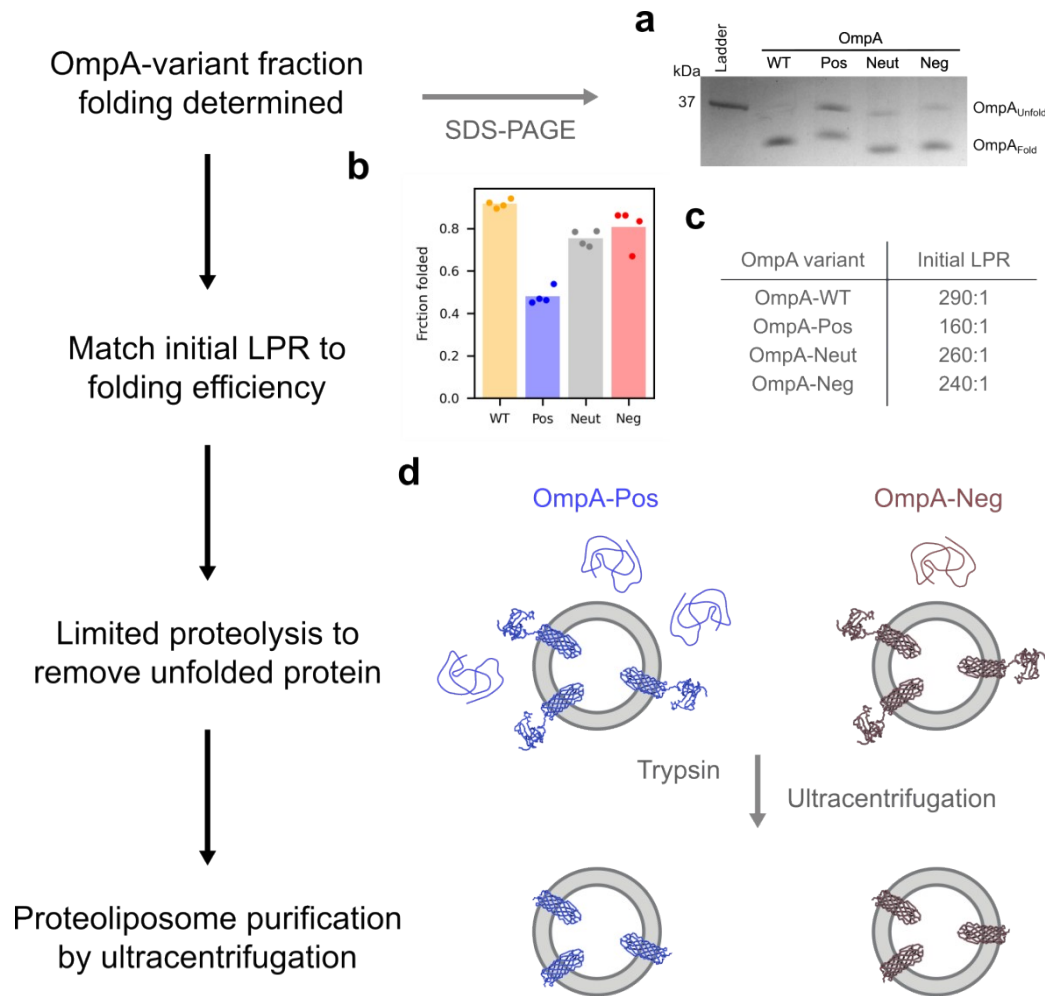 OmpA-variant fraction
folding determined
SDS-PAGE
Match initial LPR to
folding efficiency
Limited proteolysis to
remove unfolded protein
Proteoliposome purification
by ultracentrifugation
a
Ladder
OmpA
WT Pos Neut Neg
kDa
37
OmpAUnfold
OmpAFold
b
Frction folded
0.8
0.6
0.4
0.2
0.0
WT Pos Neut Neg
c
OmpA variant Initial LPR
OmpA-WT 290:1
OmpA-Pos 160:1
OmpA-Neut 260:1
OmpA-Neg 240:1
d
OmpA-Pos OmpA-Neg
Trypsin
Ultracentrifugation